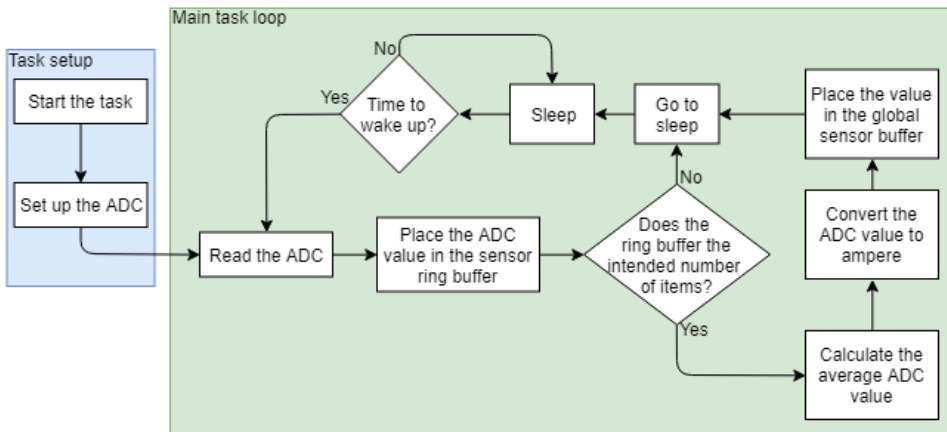 Main task loop
Task setup
Start the task
Set up the ADC
No
Yes
Time to
wake up?
Sleep
Go to
sleep
Place the value
in the global
sensor buffer
Read the ADC
Place the ADC
value in the sensor
ring buffer
No
Does the
ring buffer the
intended number
of items?
Yes
Convert the
ADC value to
ampere
Calculate the
average ADC
value